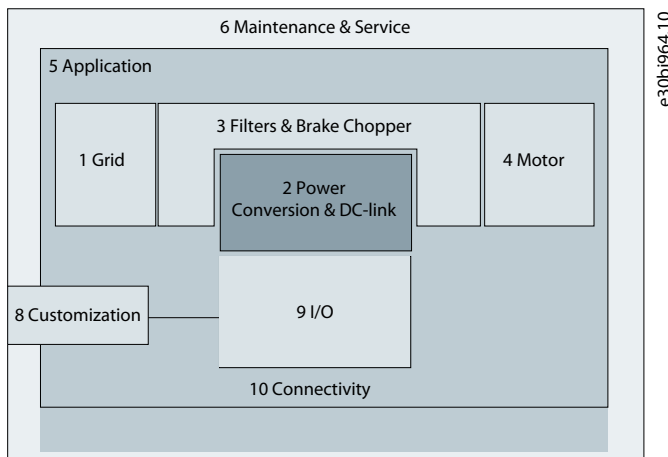 6 Maintenance & Service
5 Application
3 Filters & Brake Chopper
1 Grid
4 Motor
2 Power
Conversion & DC-link
8 Customization
9 I/O
10 Connectivity
e30bj964.10